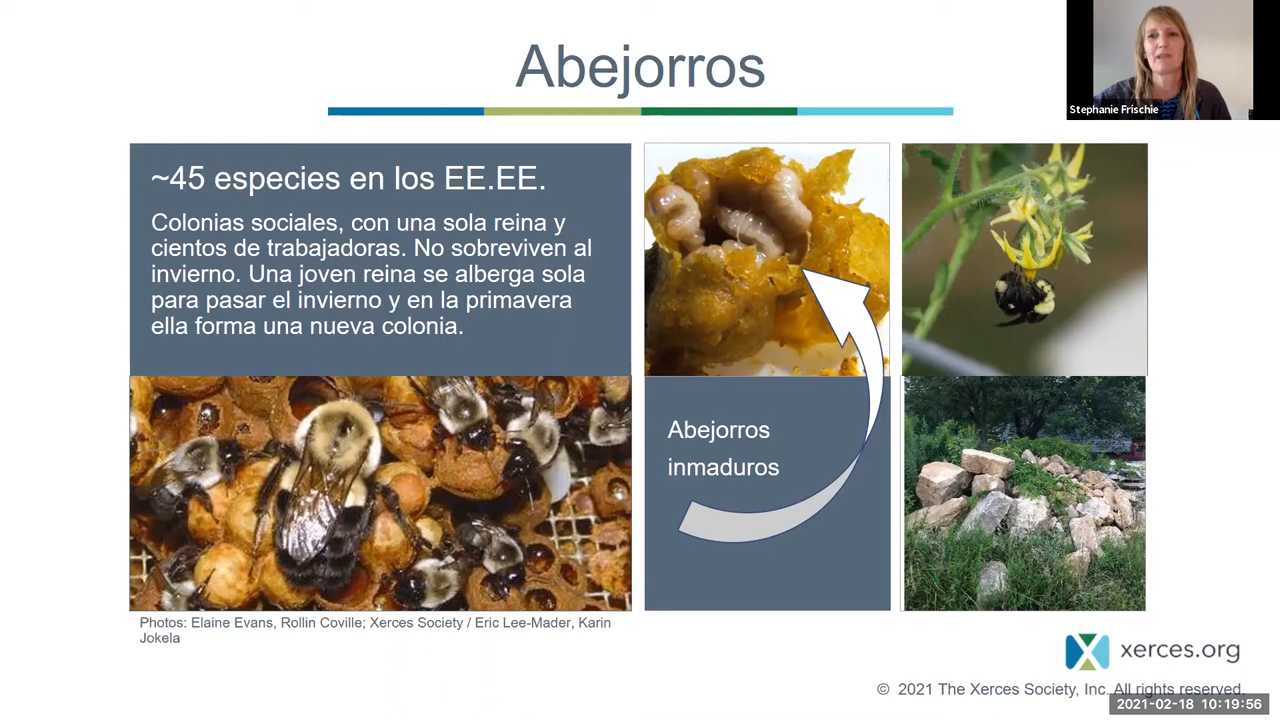 Abejorros
Stephanie Frischie
~45 especies en los EE.EE.
Colonias sociales, con una sola reina y
cientos de trabajadoras. No sobreviven al
invierno. Una joven reina se alberga sola
para pasar el invierno y en la primavera
ella forma una nueva colonia.
Abejorros
inmaduros
Photos: Elaine Evans, Rollin Coville; Xerces Society / Eric Lee-Mader, Karin
Jokela
xerces.org
© 2021 The Xerces Society, Inc. All rights reserved.
2021-02-18 10:19:56